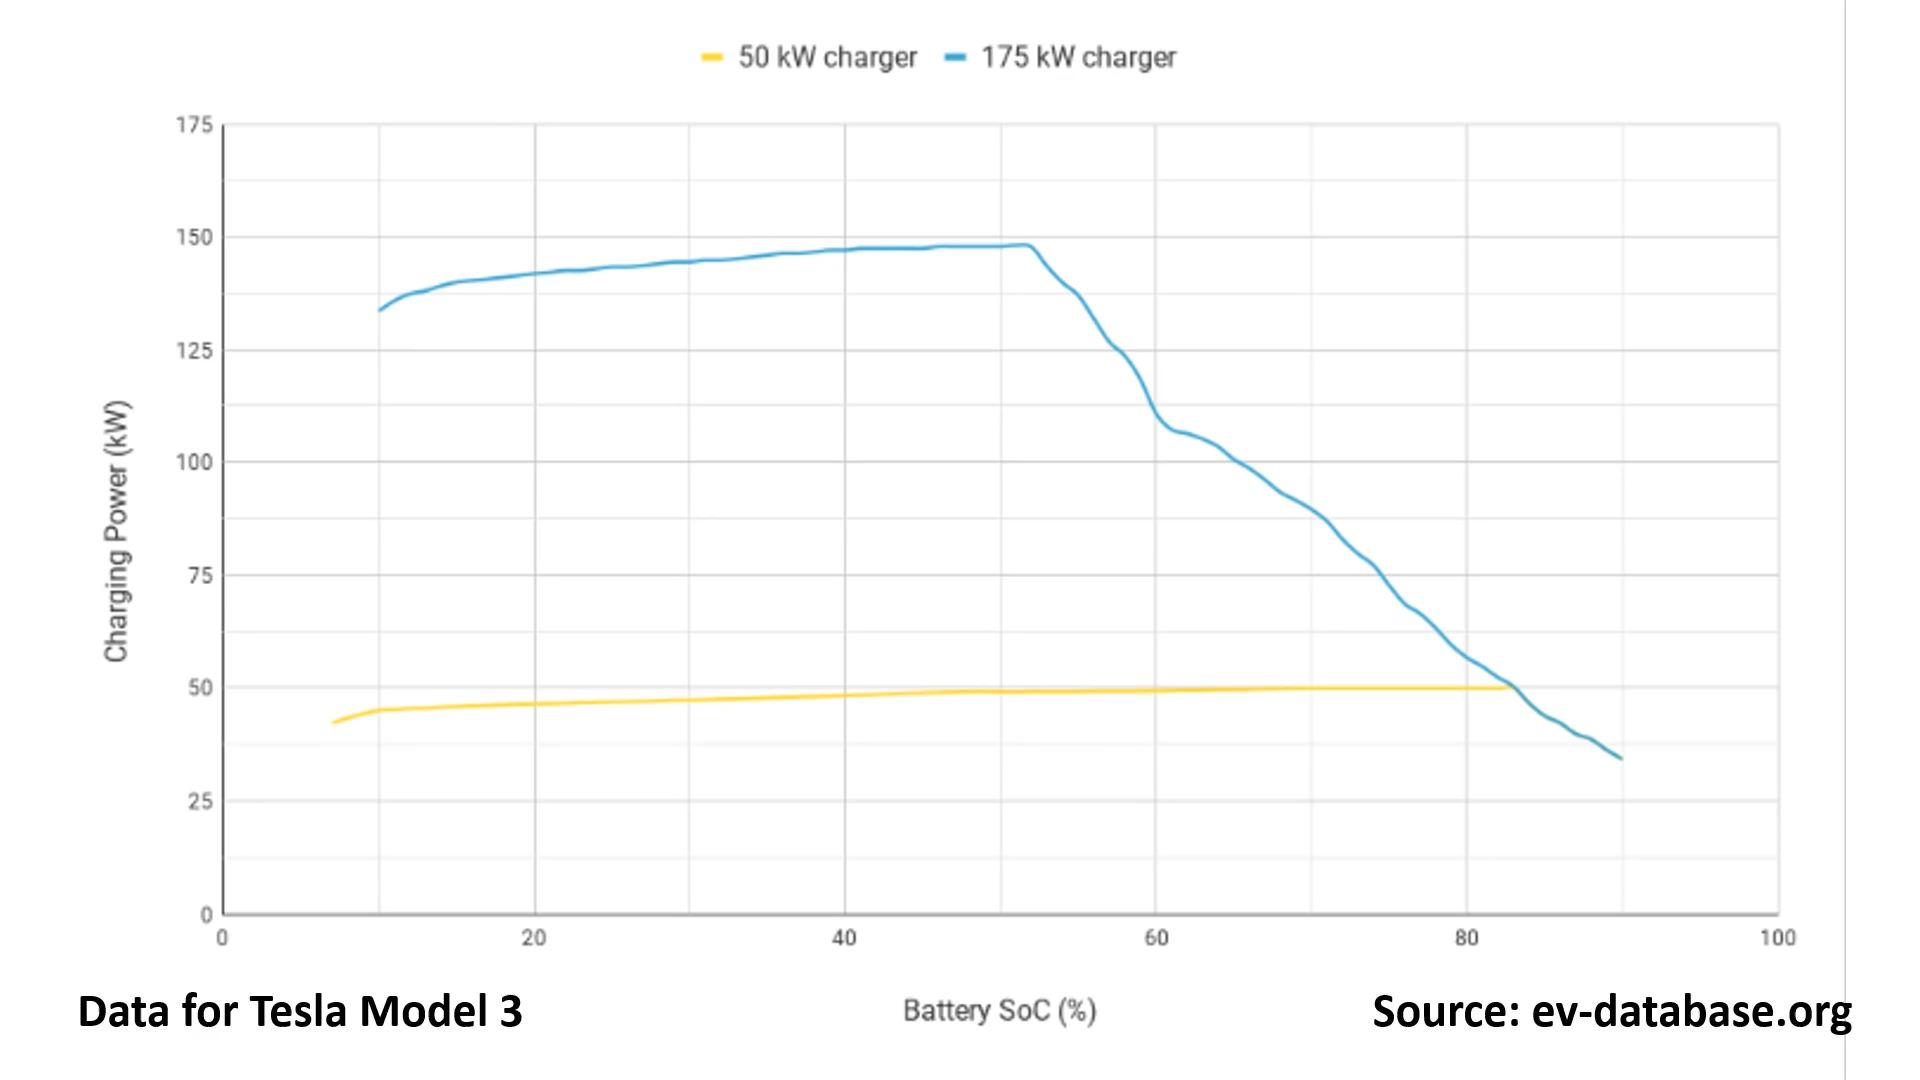 50 kW charger 175 kW charger
175
150
125
100
75
50
25
0
Charging Power (kW)
0 20 40 60 80 100
Battery SoC (%)
Data for Tesla Model 3
Source: ev-database.org